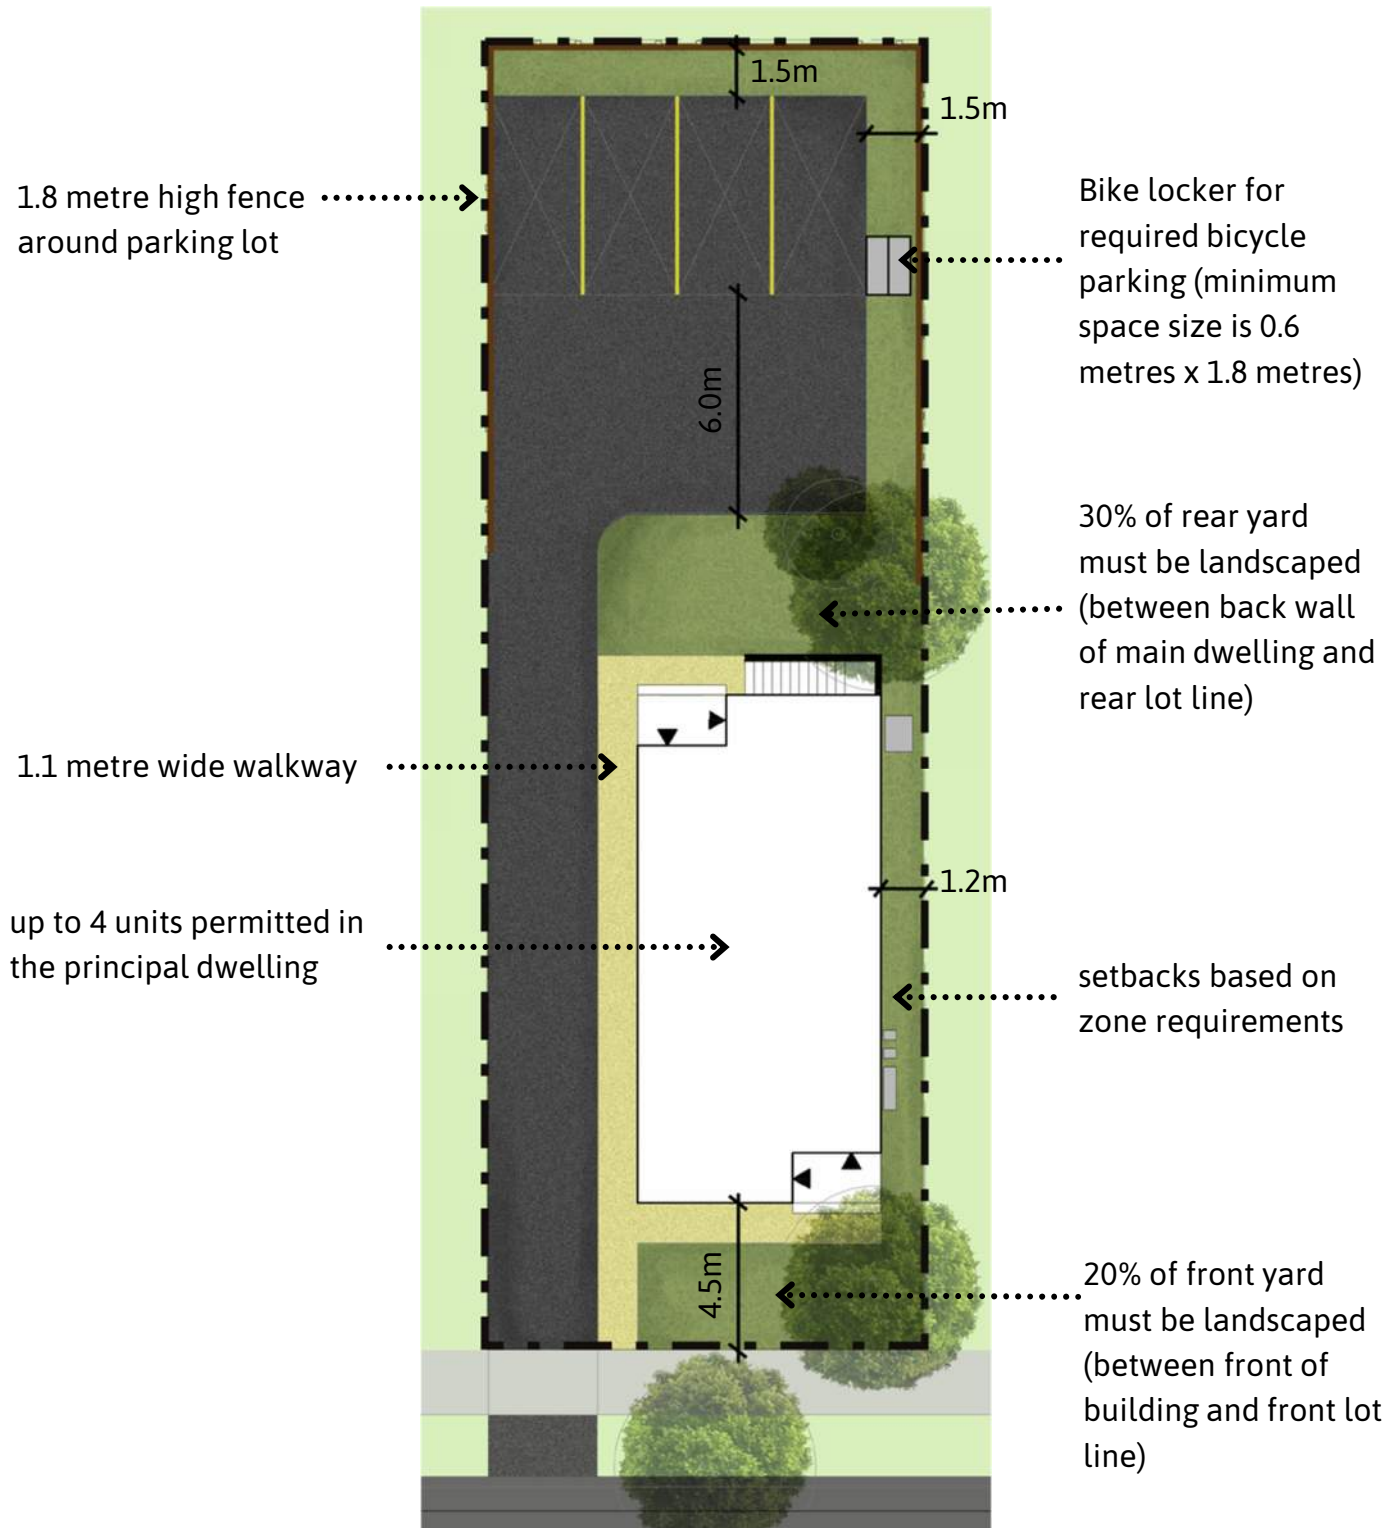 1.5m
1.5m
1.8 metre high fence
around parking lot
Bike locker for
required bicycle
parking (minimum
space size is 0.6
metres x 1.8 metres)
6.0m
30% of rear yard
must be landscaped
(between back wall
of main dwelling and
rear lot line)
1.1 metre wide walkway
1.2m
up to 4 units permitted in
the principal dwelling
setbacks based on
zone requirements
4.5m
20% of front yard
must be landscaped
(between front of
building and front lot
line)